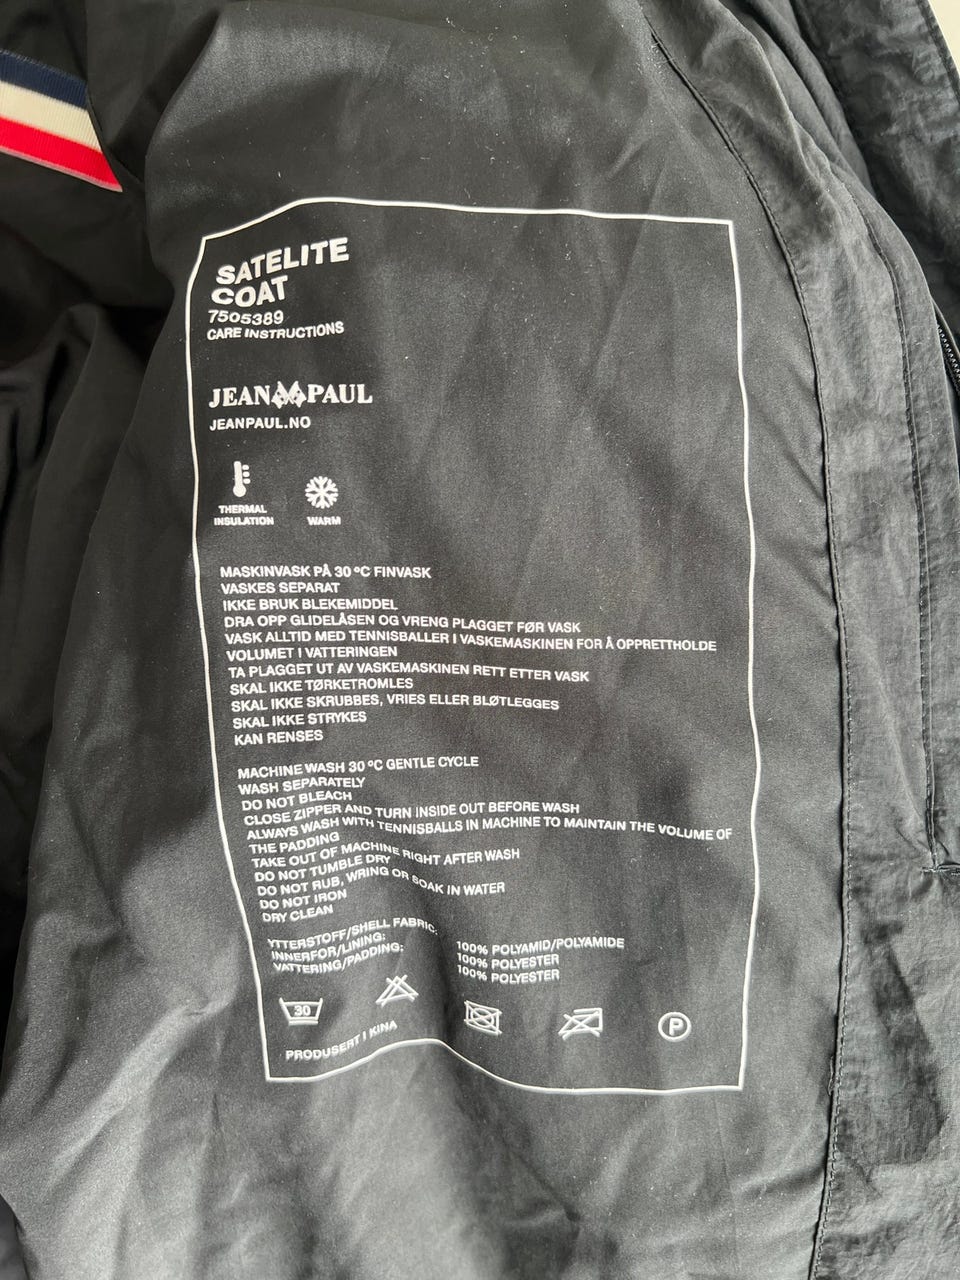 SATELITE
COAT
7505389
CARE INSTRUCTIONS
JEAN PAUL
JEANPAUL.NO
THERMAL
INSULATION
WARM
MASKINVASK PÅ 30 ºC FINVASK
VASKES SEPARAT
IKKE BRUK BLEKEMIDDEL
DRA OPP GLIDELÅSEN OG VRENG PLAGGET FØR VASK
VASK ALLTID MED TENNISBALLER I VASKEMASKINEN FOR Å OPPRETTHOLDE
VOLUMET I VATTERINGEN
TA PLAGGET UT AV VASKEMASKINEN RETT ETTER VASK
SKAL IKKE TØRKETROMLES
SKAL IKKE SKRUBBES, VRIES ELLER BLØTLEGGES
SKAL IKKE STRYKES
KAN RENSES
MACHINE WASH 30 ºC GENTLE CYCLE
WASH SEPARATELY
DO NOT BLEACH
CLOSE ZIPPER AND TURN INSIDE OUT BEFORE WASH
ALWAYS WASH WITH TENNISBALLS IN MACHINE TO MAINTAIN THE VOLUME OF
THE PADDING
TAKE OUT OF MACHINE RIGHT AFTER WASH
DO NOT TUMBLE DRY
DO NOT RUB, WRING OR SOAK IN WATER
DO NOT IRON
DRY CLEAN
YTTERSTOFF/SHELL FABRIC: 100% POLYAMID/POLYAMIDE
INNERFOR/LINING: 100% POLYESTER
VATTERING/PADDING: 100% POLYESTER
30 P
PRODUSERT I KINA